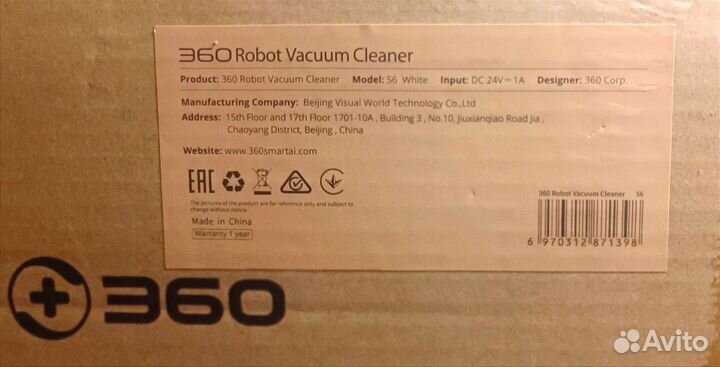 360 Robot Vacuum Cleaner
Product: 360 Robot Vacuum Cleaner Model: S6 White Input: DC 24V⎓1A Designer: 360 Corp.
Manufacturing Company: Beijing Visual World Technology Co.,Ltd
Address: 15th Floor and 17th Floor 1701-10A , Building 3 , No.10, Jiuxianqiao Road Jia ,
Chaoyang District, Beijing , China
Website: www.360smartai.com
EAC
The pictures of the product are for reference only and subject to
change without notice
Made in China
Warranty 1 year
360 Robot Vacuum Cleaner S6
6 970312 871398
360
Avito